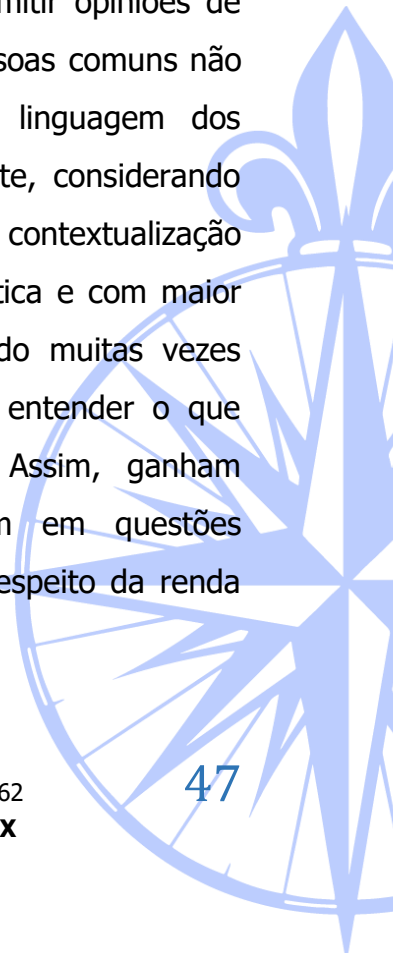 mitir opiniões de
soas comuns não
linguagem dos
te, considerando
contextualização
tica e com maior
do muitas vezes
entender o que
Assim, ganham
m em questões
espeito da renda
47
62
x